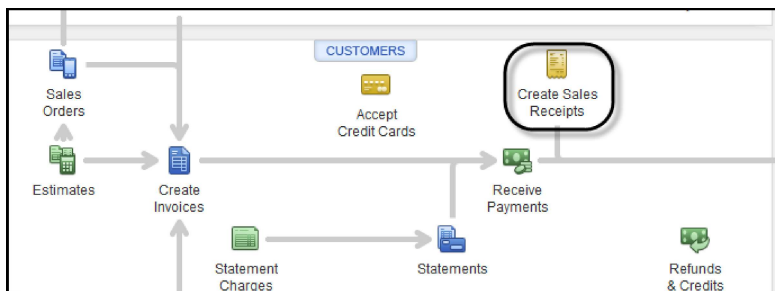 CUSTOMERS
Sales
Orders
Accept
Credit Cards
Create Sales
Receipts
Estimates
Create
Invoices
Receive
Payments
Statement
Charges
Statements
Refunds
& Credits